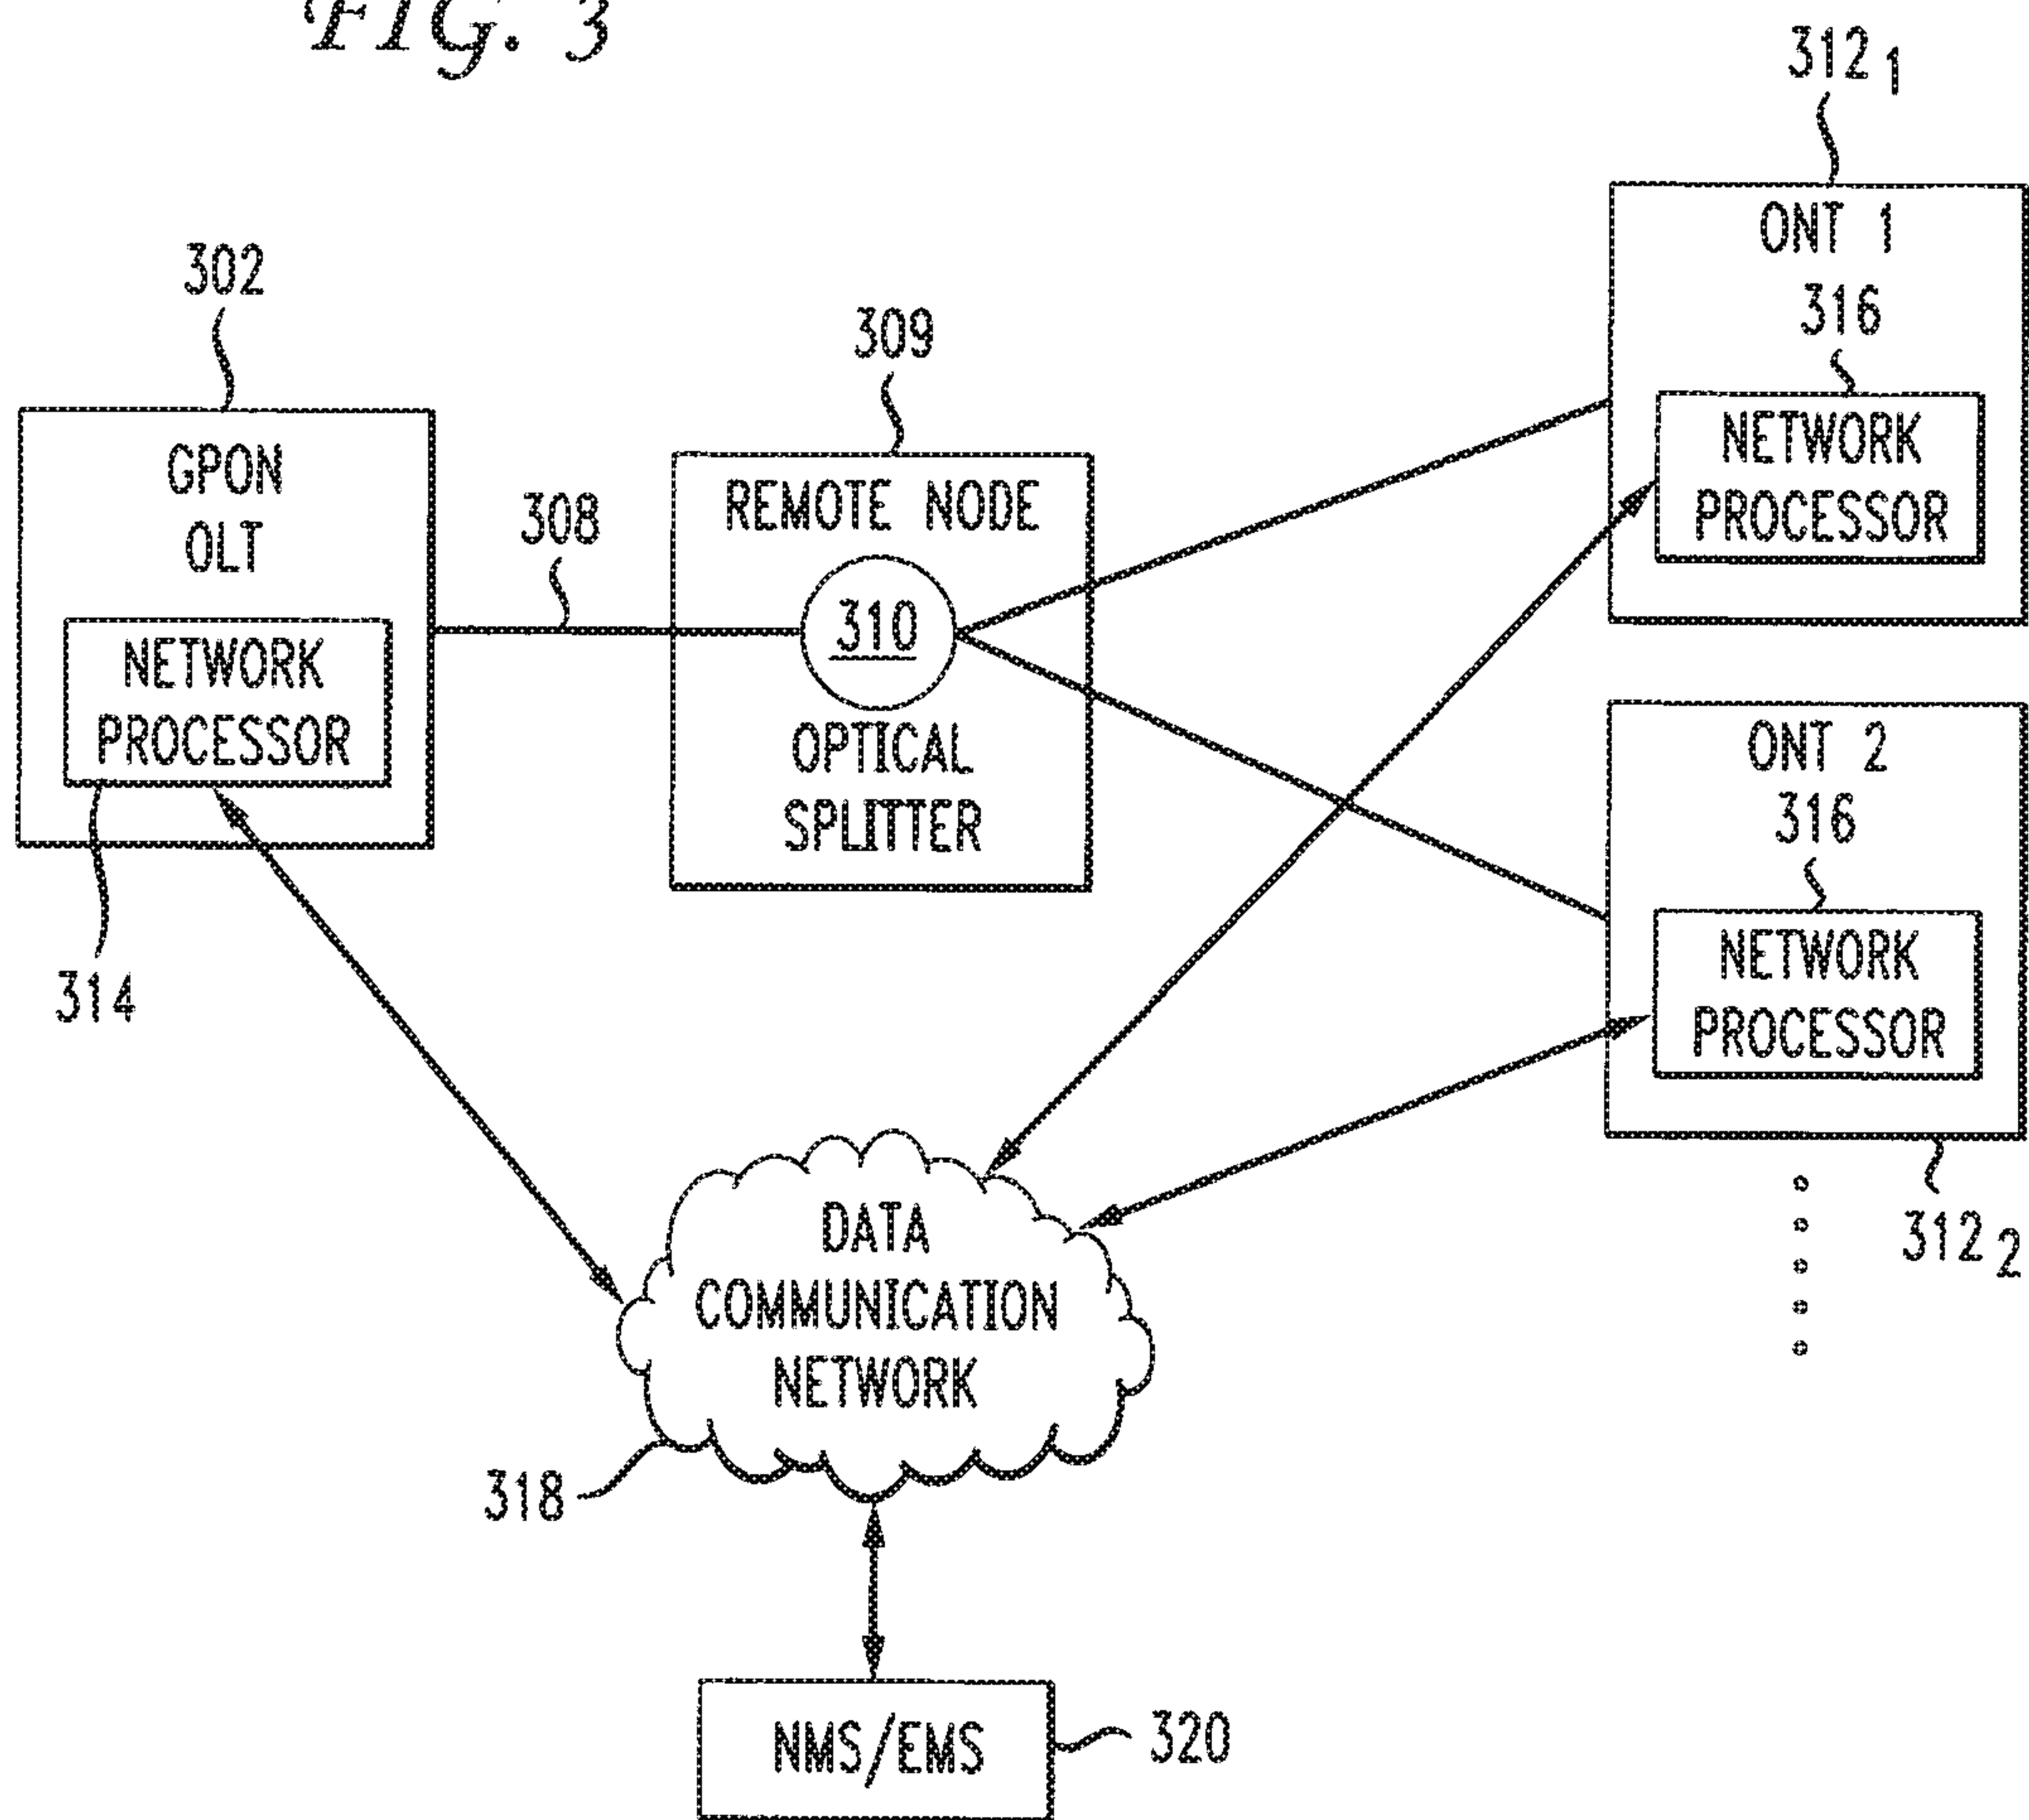 FIG. 3
312 1
ONT 1
316
NETWORK
PROCESSOR
302
GPON
OLT
NETWORK
PROCESSOR
314
308
309
REMOTE NODE
310
OPTICAL
SPLITTER
ONT 2
316
NETWORK
PROCESSOR
312 2
DATA
COMMUNICATION
NETWORK
318
NMS/EMS
320